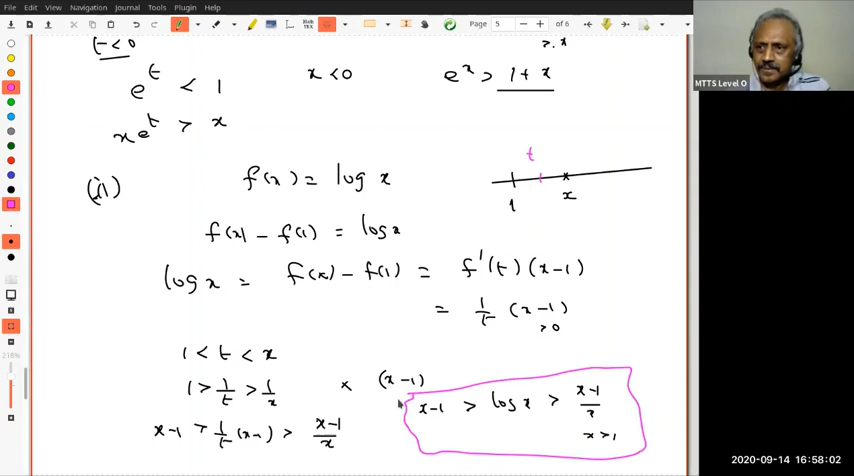 File Edit View Journal Tools Plugin Help
Page 5 of 6
218%
MTTS Level 0
t < 0
> x
e^t < 1
x < 0
e^x > 1 + x
x e^t > x
(ii)
f(x) = log x
t
1 x
f(x) - f(1) = log x
log x = f(x) - f(1) = f'(t) (x-1)
= 1/t (x-1)
> 0
1 < t < x
1 > 1/t > 1/x × (x-1)
x-1 > log x > (x-1)/x
x-1 > 1/t (x-1) > (x-1)/x
x > 1
2020-09-14 16:58:02